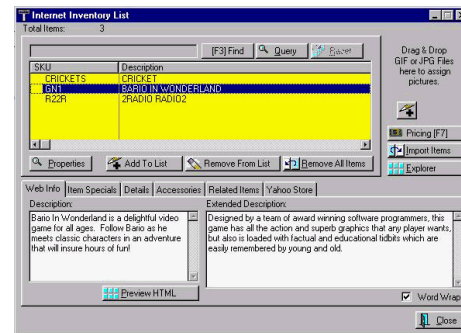 Internet Inventory List
Total Items: 3
[F3] Find Query
Drag & Drop
GIF or JPG Files
here to assign
pictures.
SKU Description
CRICKETS CRICKET
GN1 BARIO IN WONDERLAND
R22R 2RADIO RADIO2
Pricing [F7]
Import Items
Explorer
Properties Add To List Remove From List Remove All Items
Web Info Item Specials Details Accessories Related Items Yahoo Store
Description: Extended Description:
Bario In Wonderland is a delightful video
game for all ages. Follow Bario as he
meets classic characters in an adventure
that will insure hours of fun!
Designed by a team of award winning software programmers, this
game has all the action and superb graphics that any player wants,
but also is loaded with factual and educational tidbits which are
easily remembered by young and old.
Preview HTML
Word Wrap
Close